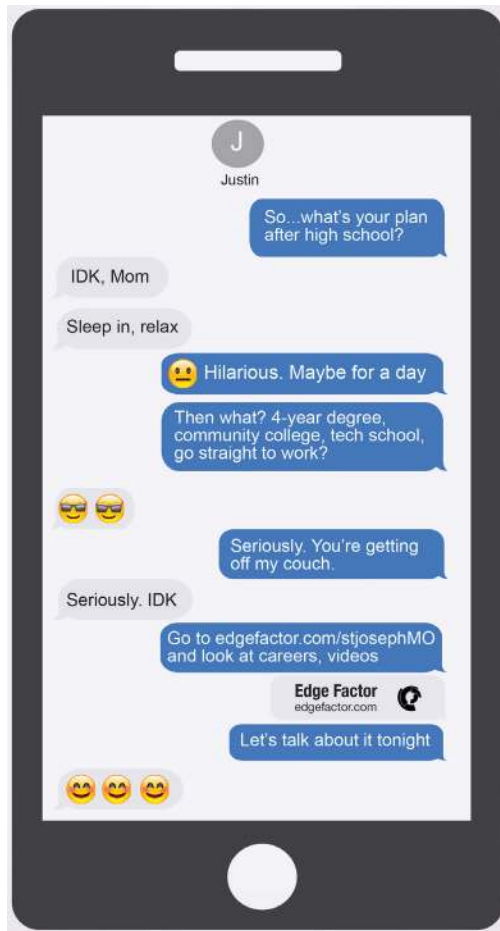 J
Justin
So...what's your plan
after high school?
IDK, Mom
Sleep in, relax
😐 Hilarious. Maybe for a day
Then what? 4-year degree,
community college, tech school,
go straight to work?
😎 😎
Seriously. You're getting
off my couch.
Seriously. IDK
Go to edgefactor.com/stjosephMO
and look at careers, videos
Edge Factor
edgefactor.com
Let's talk about it tonight
😊 😊 😊